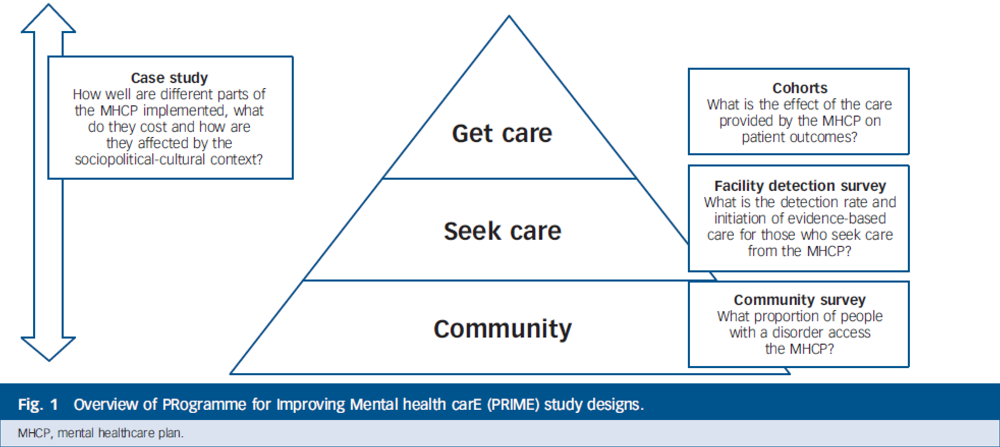 Case study
How well are different parts of
the MHCP implemented, what
do they cost and how are
they affected by the
sociopolitical-cultural context?
Get care
Seek care
Community
Cohorts
What is the effect of the care
provided by the MHCP on
patient outcomes?
Facility detection survey
What is the detection rate and
initiation of evidence-based
care for those who seek care
from the MHCP?
Community survey
What proportion of people
with a disorder access
the MHCP?
Fig. 1 Overview of PRogramme for Improving Mental health carE (PRIME) study designs.
MHCP, mental healthcare plan.